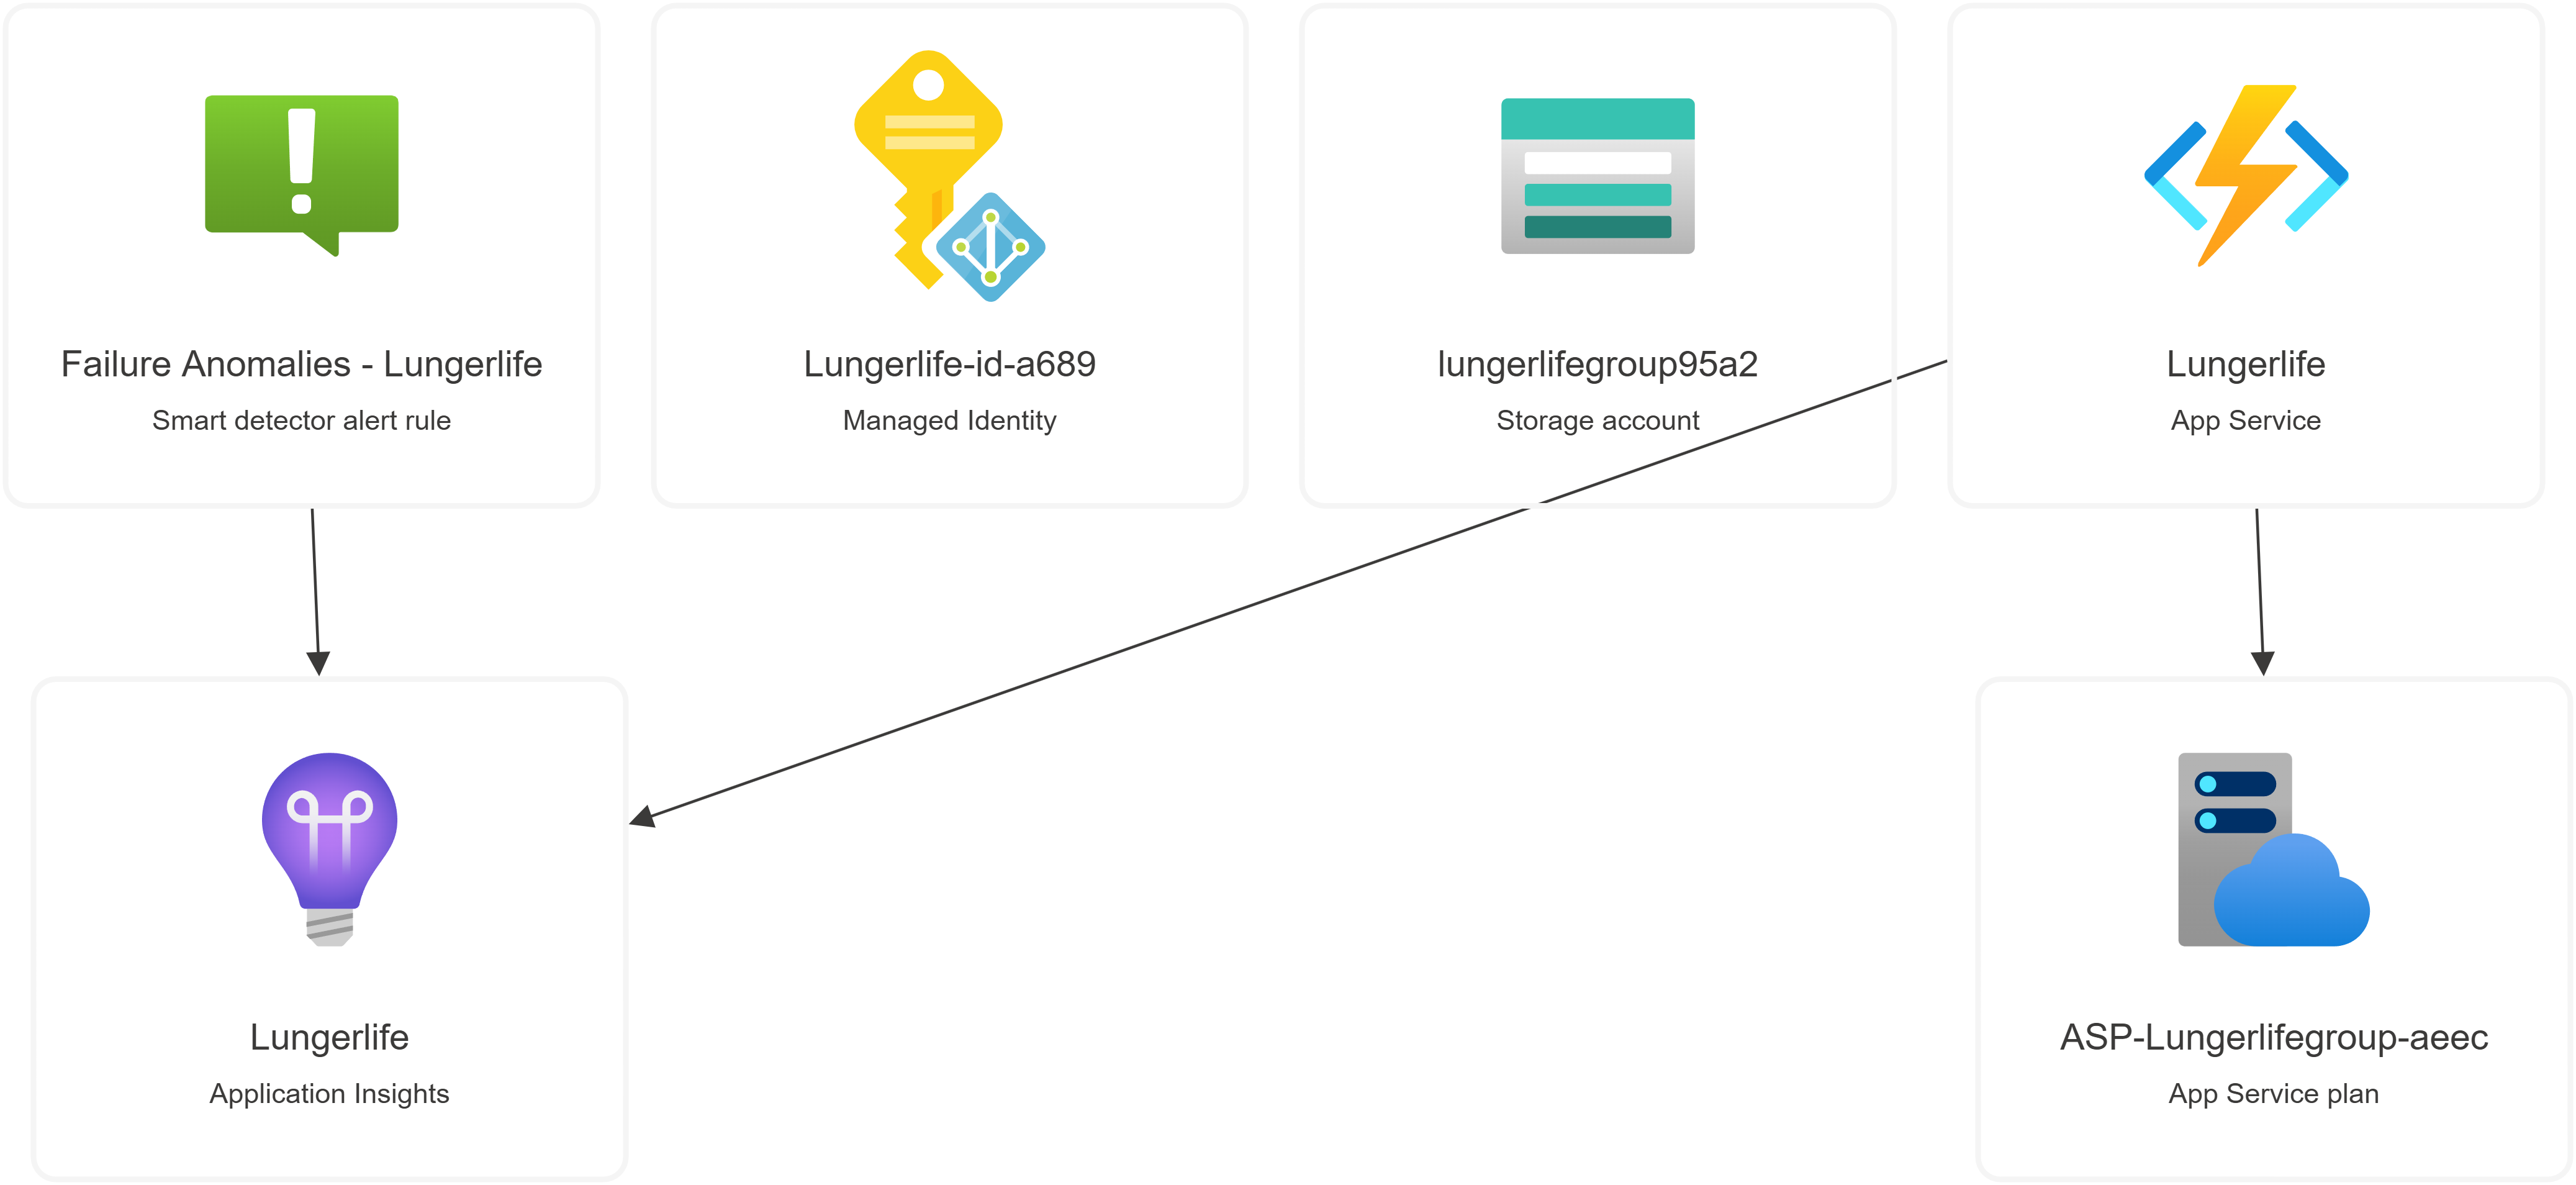 Failure Anomalies - Lungerlife
Smart detector alert rule
Lungerlife-id-a689
Managed Identity
lungerlifegroup95a2
Storage account
Lungerlife
App Service
Lungerlife
Application Insights
ASP-Lungerlifegroup-aeec
App Service plan